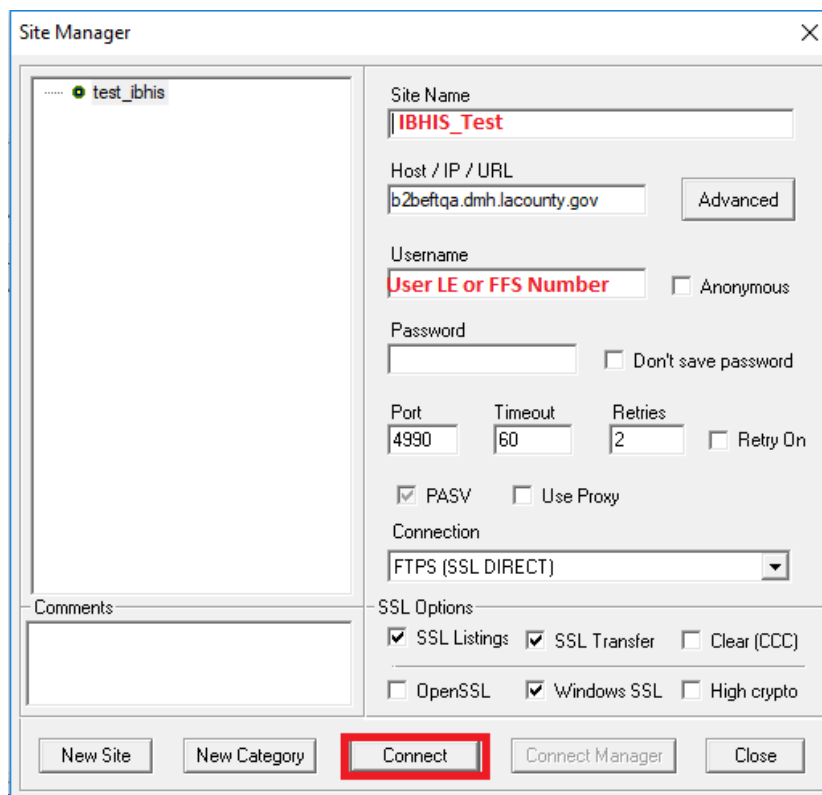 Site Manager
test_ibhis
Site Name
IBHIS_Test
Host / IP / URL
b2beftqa.dmh.lacounty.gov
Advanced
Username
User LE or FFS Number
Anonymous
Password
Don't save password
Port Timeout Retries
4990 60 2 Retry On
PASV Use Proxy
Connection
FTPS (SSL DIRECT)
Comments
SSL Options
SSL Listings SSL Transfer Clear (CCC)
OpenSSL Windows SSL High crypto
New Site New Category Connect Connect Manager Close